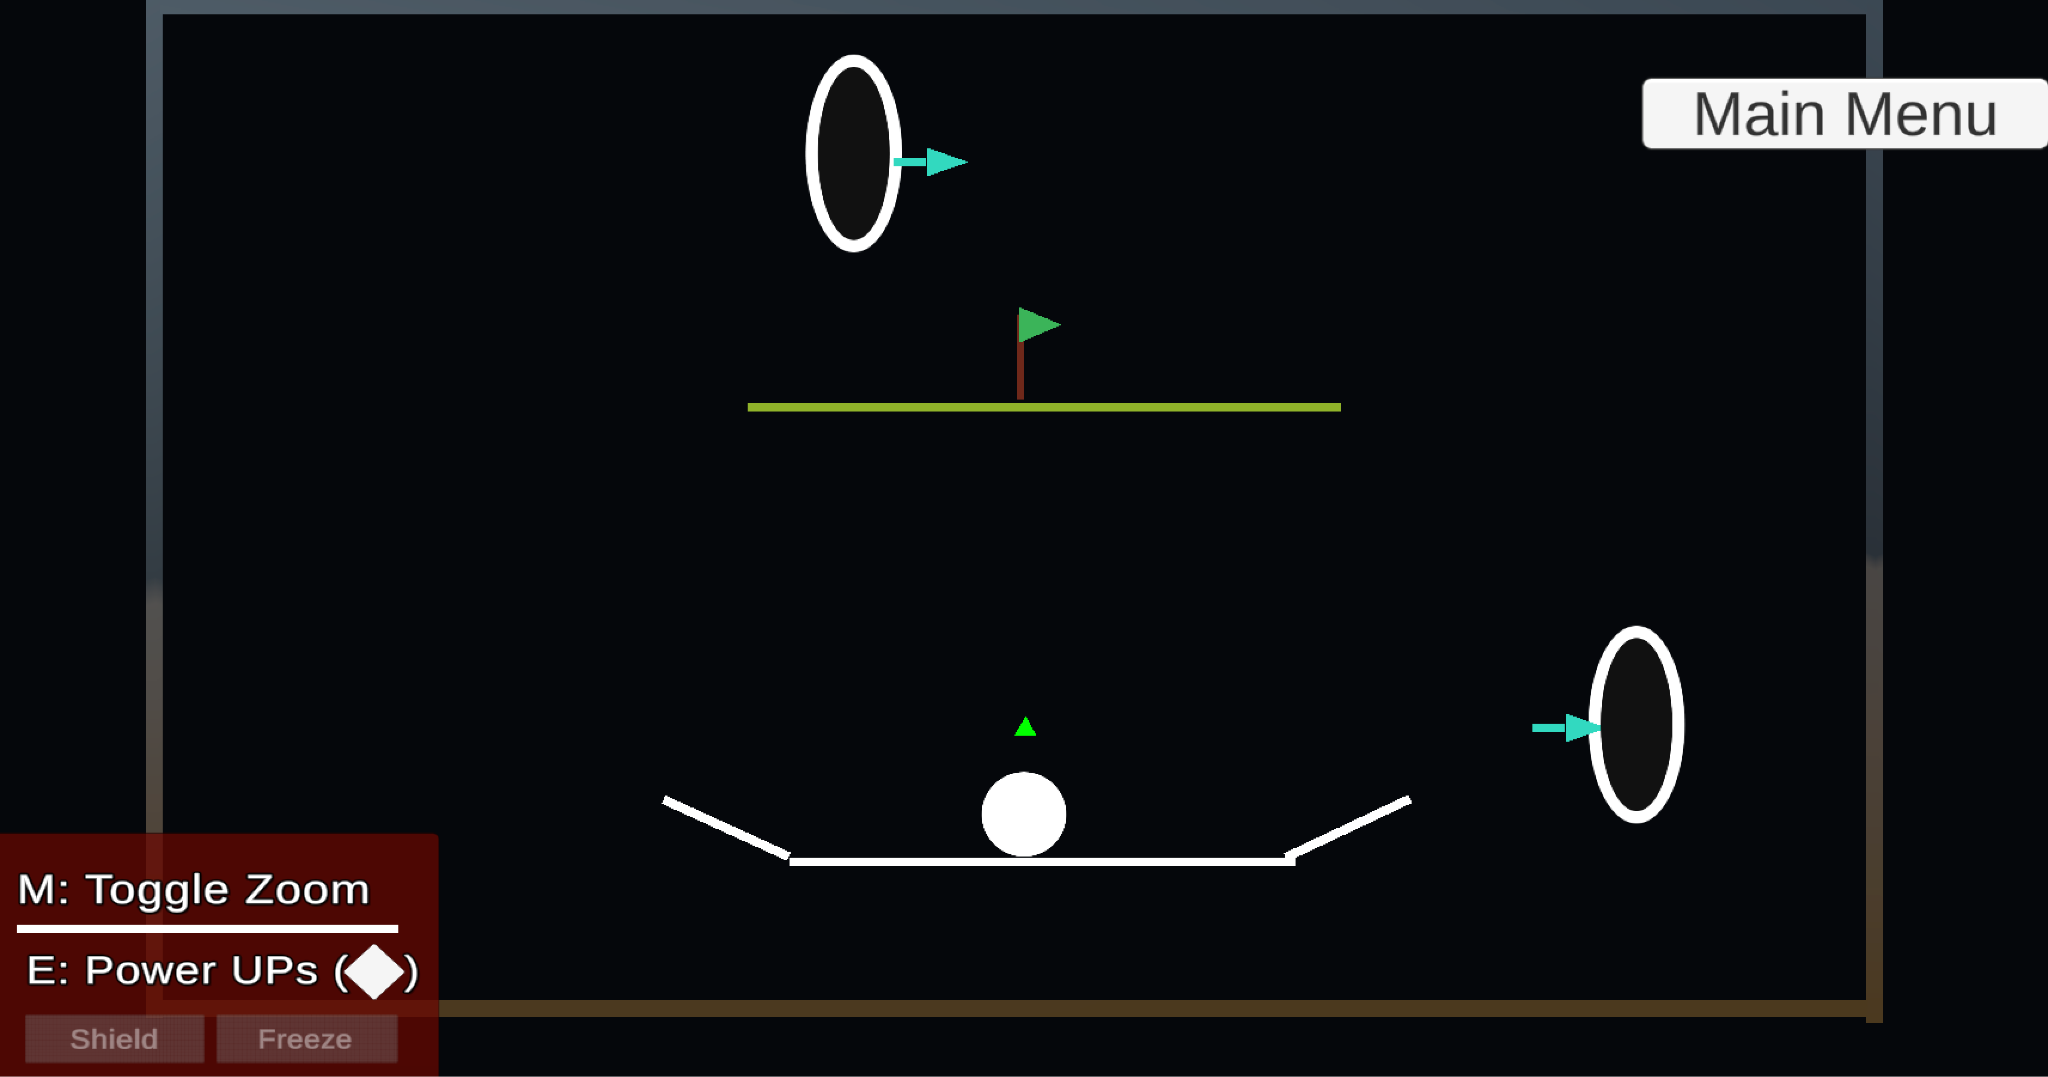 Main Menu
M: Toggle Zoom
E: Power UPs (◆)
Shield
Freeze